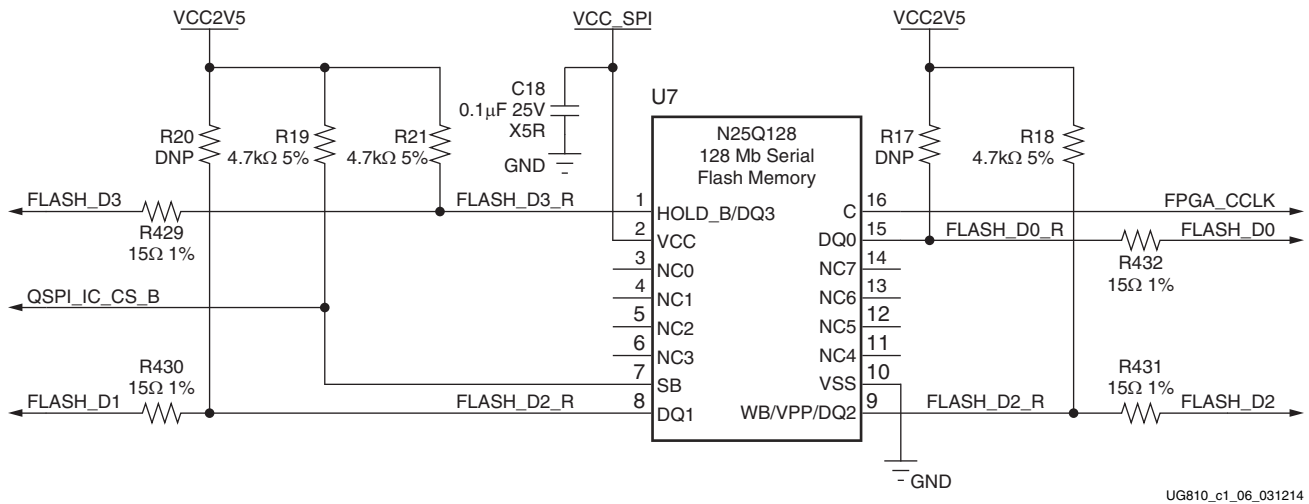 VCC2V5
VCC_SPI
VCC2V5
C18
0.1µF 25V
X5R
GND
U7
N25Q128
128 Mb Serial
Flash Memory
R20
DNP
R19
4.7kΩ 5%
R21
4.7kΩ 5%
R17
DNP
R18
4.7kΩ 5%
FLASH_D3
R429
15Ω 1%
FLASH_D3_R
1
HOLD_B/DQ3
2
VCC
3
NC0
4
NC1
5
NC2
6
NC3
7
SB
8
DQ1
QSPI_IC_CS_B
R430
15Ω 1%
FLASH_D1
FLASH_D2_R
C
16
FPGA_CCLK
DQ0
15
FLASH_D0_R
FLASH_D0
R432
15Ω 1%
NC7
14
NC6
13
NC5
12
NC4
11
VSS
10
WB/VPP/DQ2
9
FLASH_D2_R
R431
15Ω 1%
FLASH_D2
GND
UG810_c1_06_031214